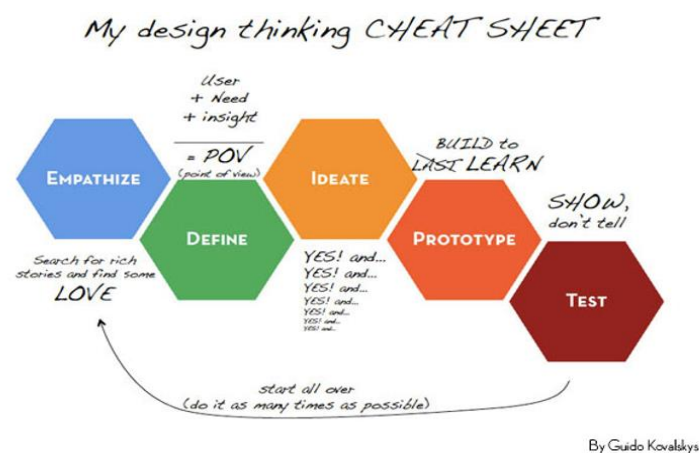 My design thinking CHEAT SHEET
EMPATHIZE
Search for rich
stories and find some
LOVE
User
+ Need
+ insight
= POV
(point of view)
DEFINE
IDEATE
YES! and...
YES! and...
YES! and...
YES! and...
YES! and...
YES! and...
YES! and...
BUILD to
LAST LEARN
PROTOTYPE
SHOW,
don't tell
TEST
start all over
(do it as many times as possible)
By Guido Kovalskys